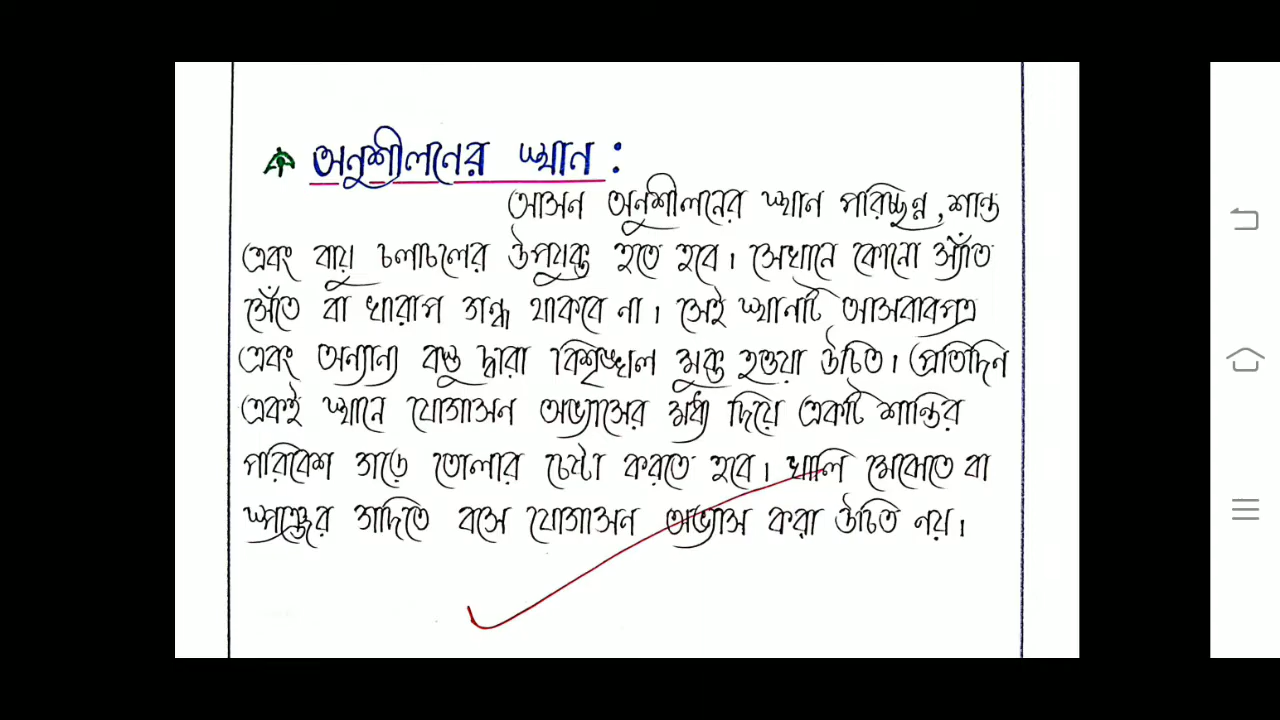 অনুশীলনের স্থান :
আসন অনুশীলনের স্থান পরিচ্ছন্ন, শান্ত
এবং বায়ু চলাচলের উপযুক্ত হতে হবে। সেখানে কোনো স্যাঁত
সেঁতে বা খারাপ গন্ধ থাকবে না। সেই স্থানটি আসবাবপত্র
এবং অন্যান্য বস্তু দ্বারা বিশৃঙ্খল মুক্ত হওয়া উচিত। প্রতিদিন
একই স্থানে যোগাসন অভ্যাসের মধ্য দিয়ে একটি শান্তির
পরিবেশ গড়ে তোলার চেষ্টা করতে হবে। খালি মেঝেতে বা
স্পঞ্জের গদিতে বসে যোগাসন অভ্যাস করা উচিত নয়।